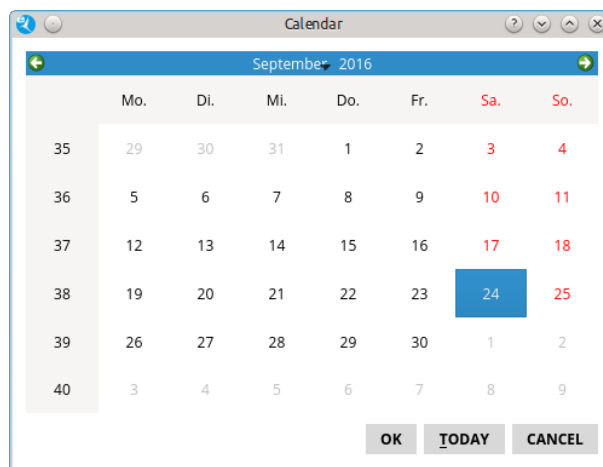 Calendar
September 2016
Mo. Di. Mi. Do. Fr. Sa. So.
35 29 30 31 1 2 3 4
36 5 6 7 8 9 10 11
37 12 13 14 15 16 17 18
38 19 20 21 22 23 24 25
39 26 27 28 29 30 1 2
40 3 4 5 6 7 8 9
OK TODAY CANCEL